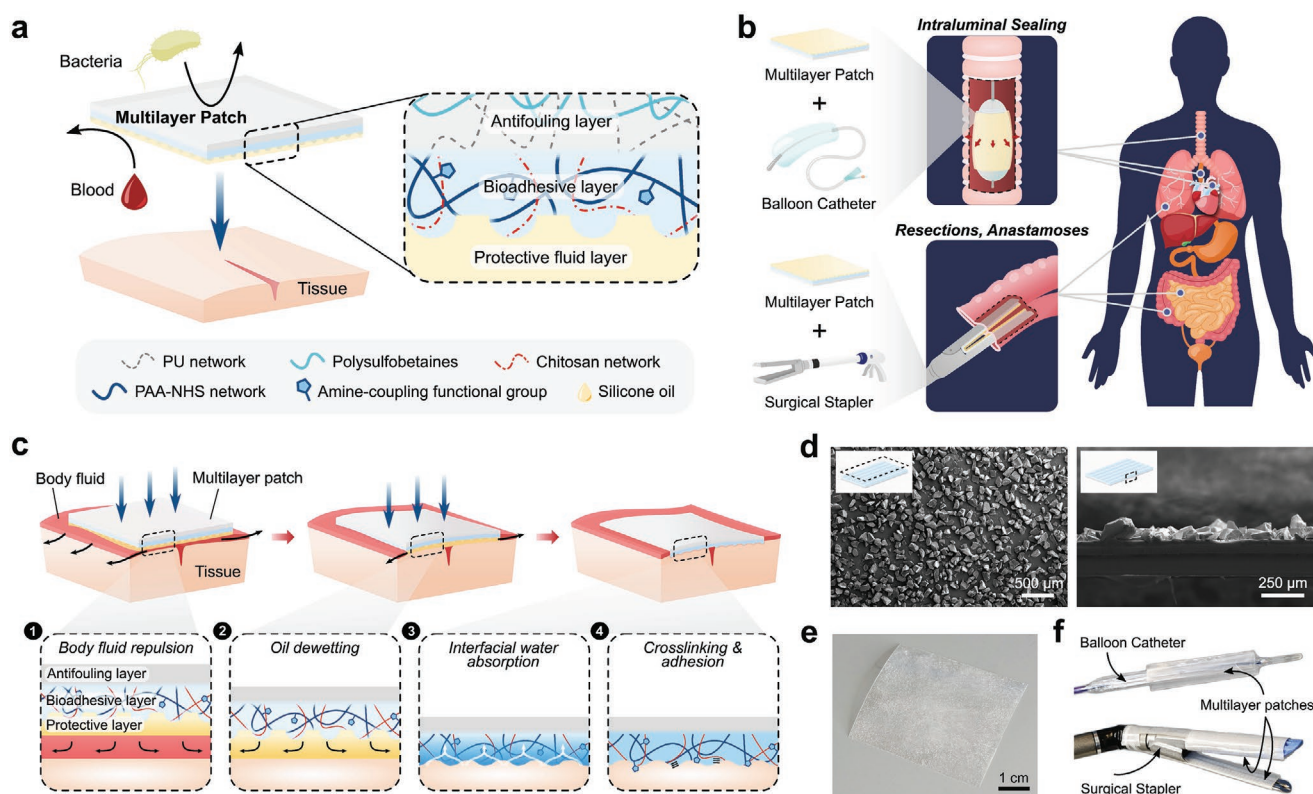 a
Bacteria
Multilayer Patch
Blood
Tissue
Antifouling layer
Bioadhesive layer
Protective fluid layer
PU network
Polysulfobetaines
Chitosan network
PAA-NHS network
Amine-coupling functional group
Silicone oil
b
Multilayer Patch
+
Balloon Catheter
Intraluminal Sealing
Multilayer Patch
+
Surgical Stapler
Resections, Anastamoses
c
Body fluid
Multilayer patch
Tissue
1
Body fluid repulsion
Antifouling layer
Bioadhesive layer
Protective layer
2
Oil dewetting
3
Interfacial water
absorption
4
Crosslinking &
adhesion
d
500 µm
250 µm
e
1 cm
f
Balloon Catheter
Multilayer patches
Surgical Stapler